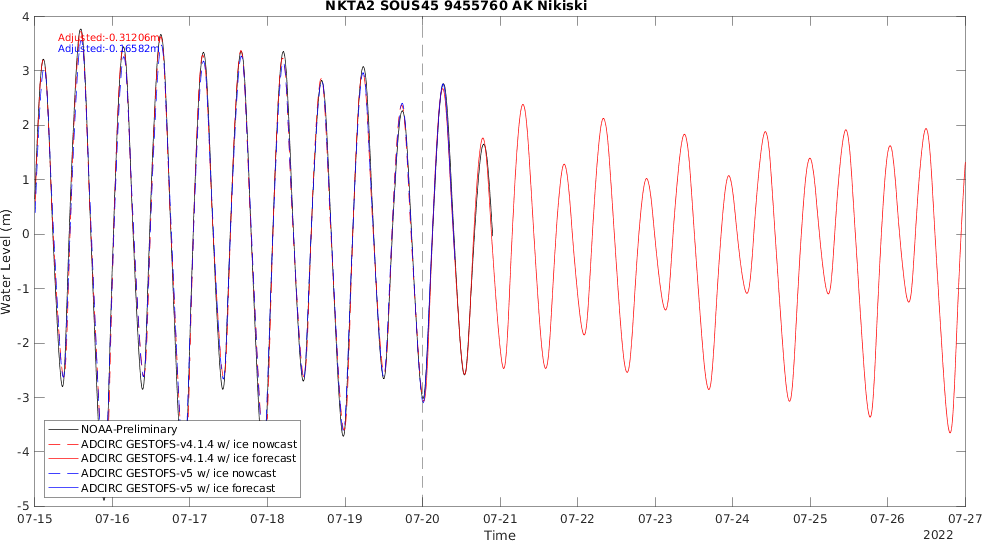 NKTA2 SOUS45 9455760 AK Nikiski
Adjusted:-0.31206m
Adjusted:-0.16582m
4
3
2
1
0
-1
-2
-3
-4
-5
Water Level (m)
NOAA-Preliminary
ADCIRC GESTOFS-v4.1.4 w/ ice nowcast
ADCIRC GESTOFS-v4.1.4 w/ ice forecast
ADCIRC GESTOFS-v5 w/ ice nowcast
ADCIRC GESTOFS-v5 w/ ice forecast
07-15 07-16 07-17 07-18 07-19 07-20 07-21 07-22 07-23 07-24 07-25 07-26 07-27
Time
2022